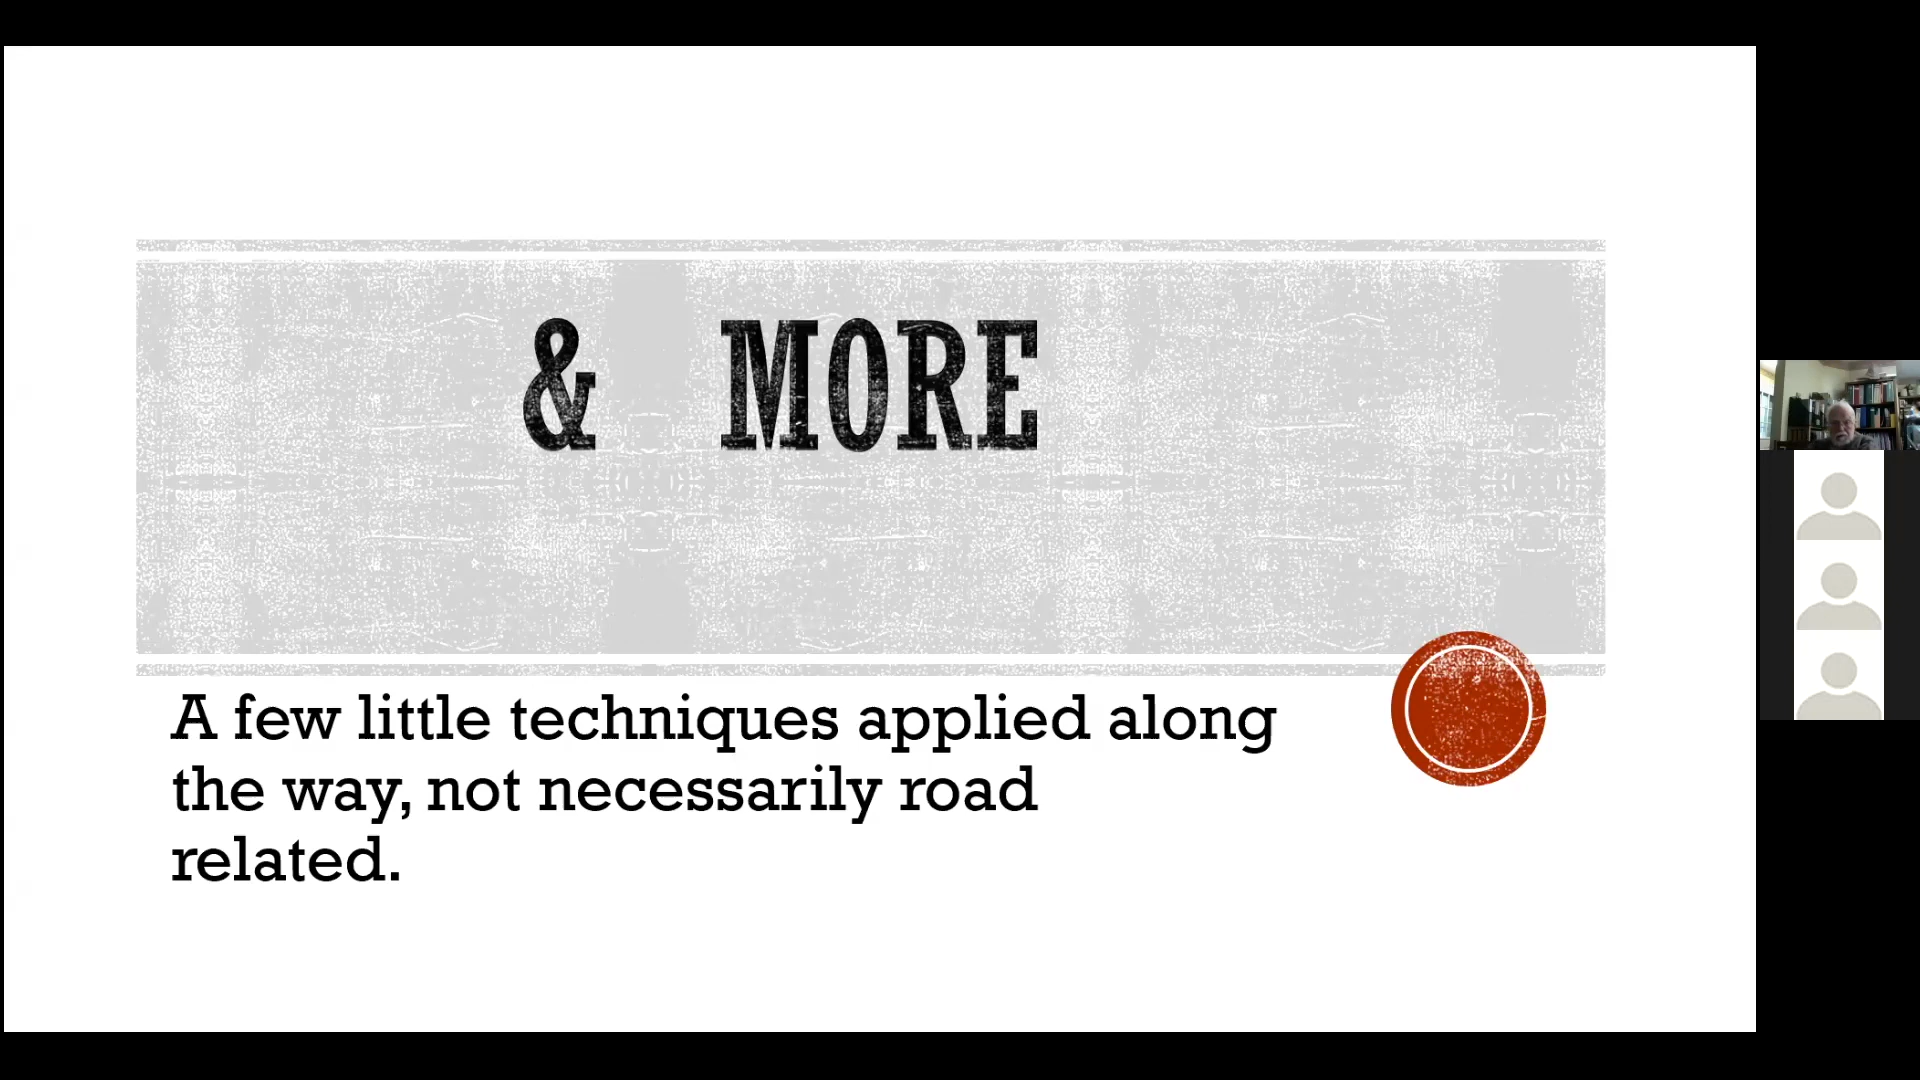 & MORE
A few little techniques applied along
the way, not necessarily road
related.